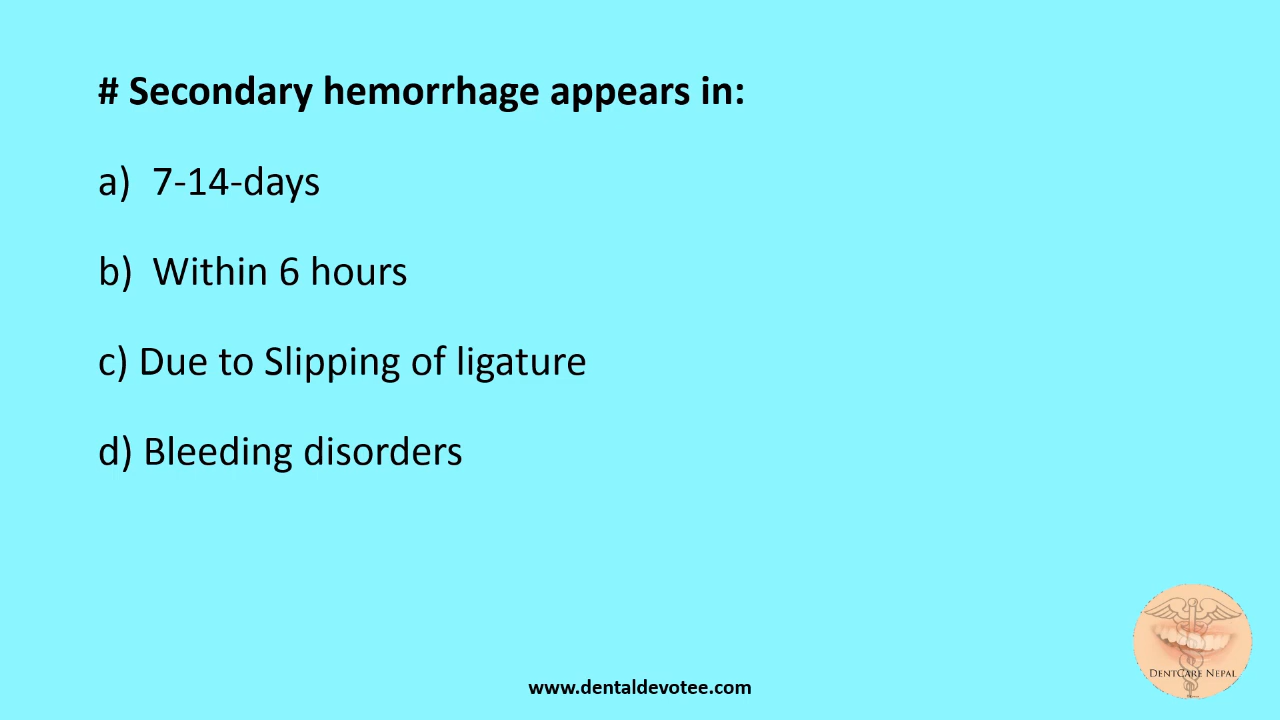 # Secondary hemorrhage appears in:
a) 7-14-days
b) Within 6 hours
c) Due to Slipping of ligature
d) Bleeding disorders
DENTCARE NEPAL
www.dentaldevotee.com